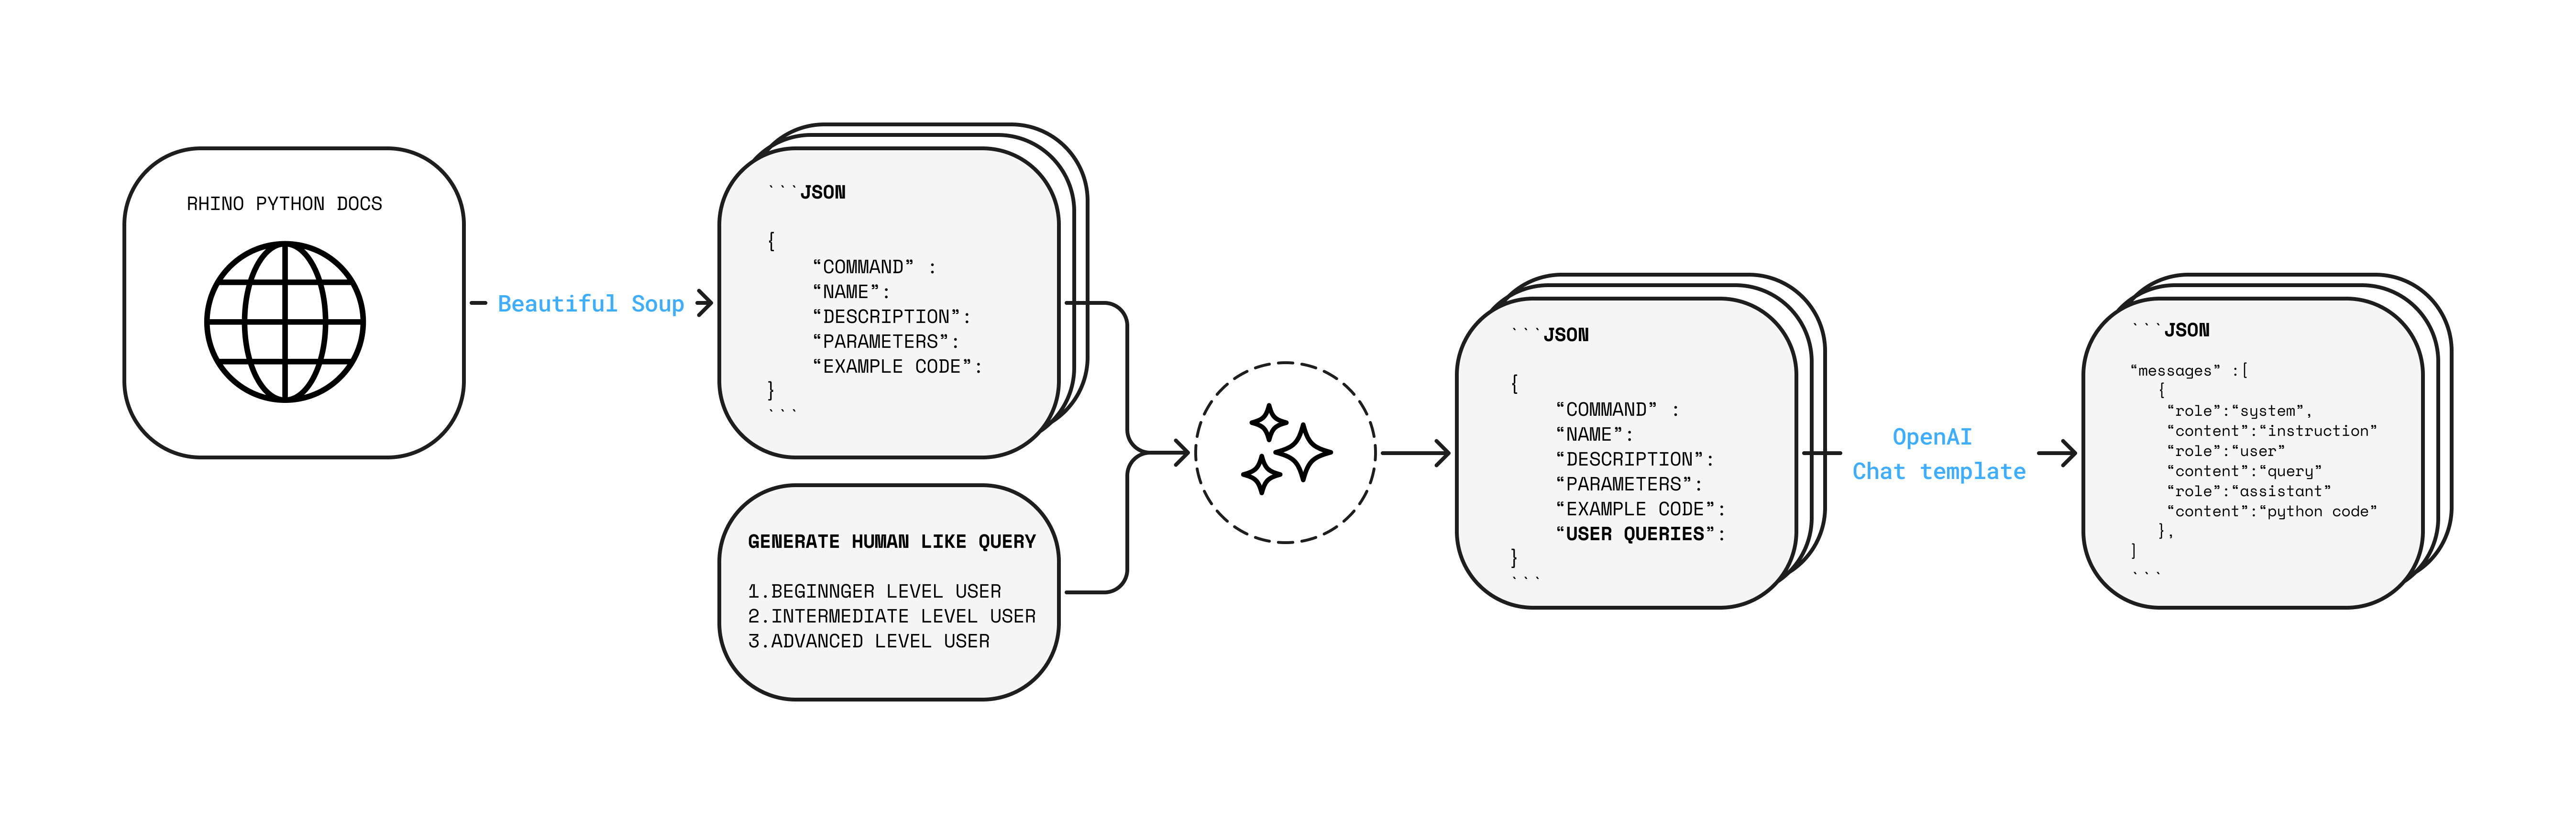 RHINO PYTHON DOCS
Beautiful Soup
```JSON
{
“COMMAND” :
“NAME”:
“DESCRIPTION”:
“PARAMETERS”:
“EXAMPLE CODE”:
}
```
GENERATE HUMAN LIKE QUERY
1.BEGINNGER LEVEL USER
2.INTERMEDIATE LEVEL USER
3.ADVANCED LEVEL USER
```JSON
{
“COMMAND” :
“NAME”:
“DESCRIPTION”:
“PARAMETERS”:
“EXAMPLE CODE”:
“USER QUERIES”:
}
```
OpenAI
Chat template
```JSON
“messages” :[
{
“role”:“system”,
“content”:“instruction”
“role”:“user”
“content”:“query”
“role”:“assistant”
“content”:“python code”
},
]
```